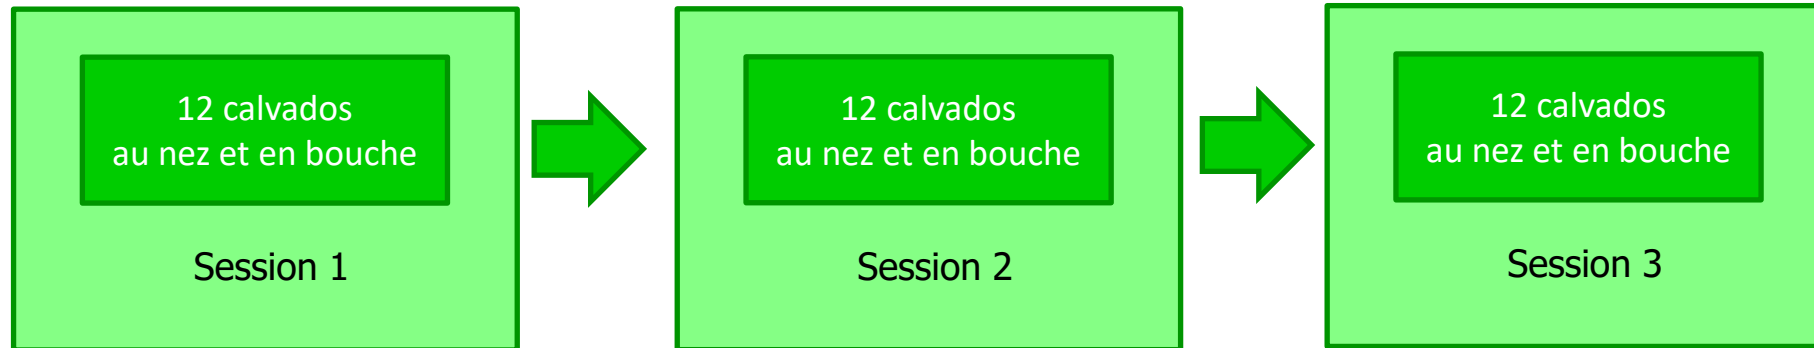 12 calvados
au nez et en bouche
Session 1
12 calvados
au nez et en bouche
Session 2
12 calvados
au nez et en bouche
Session 3